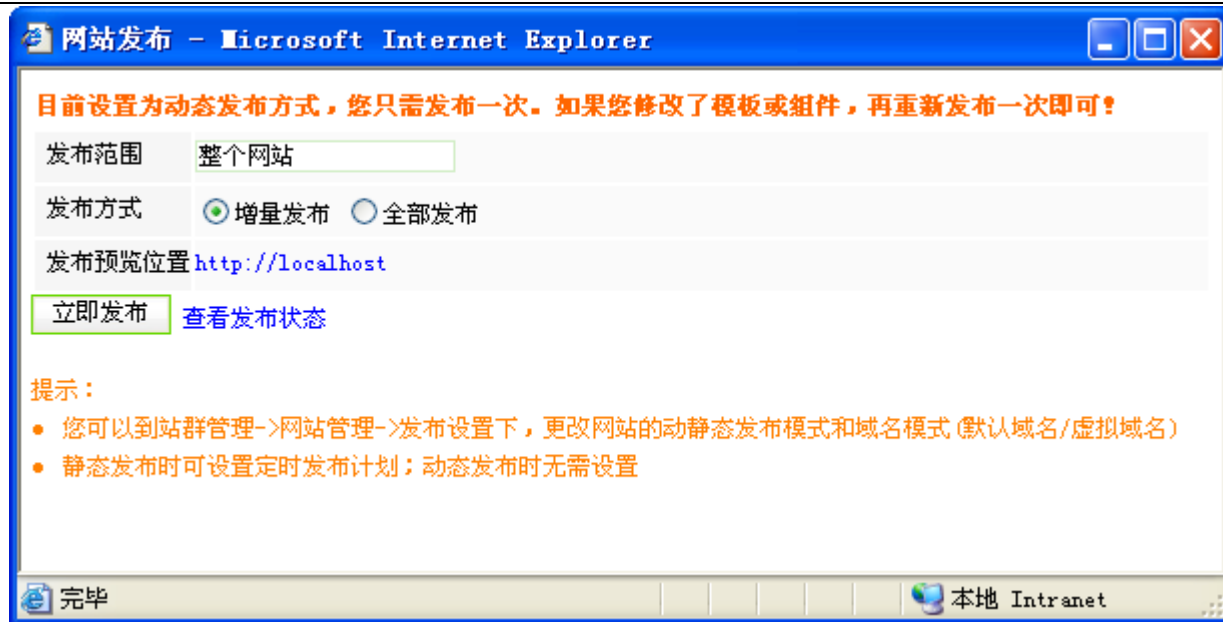 网站发布 - Microsoft Internet Explorer
目前设置为动态发布方式，您只需发布一次。如果您修改了模板或组件，再重新发布一次即可！
发布范围 整个网站
发布方式 增量发布 全部发布
发布预览位置 http://localhost
立即发布 查看发布状态
提示：
• 您可以到站群管理->网站管理->发布设置下，更改网站的动静态发布模式和域名模式(默认域名/虚拟域名)
• 静态发布时可设置定时发布计划；动态发布时无需设置
完毕 本地 Intranet